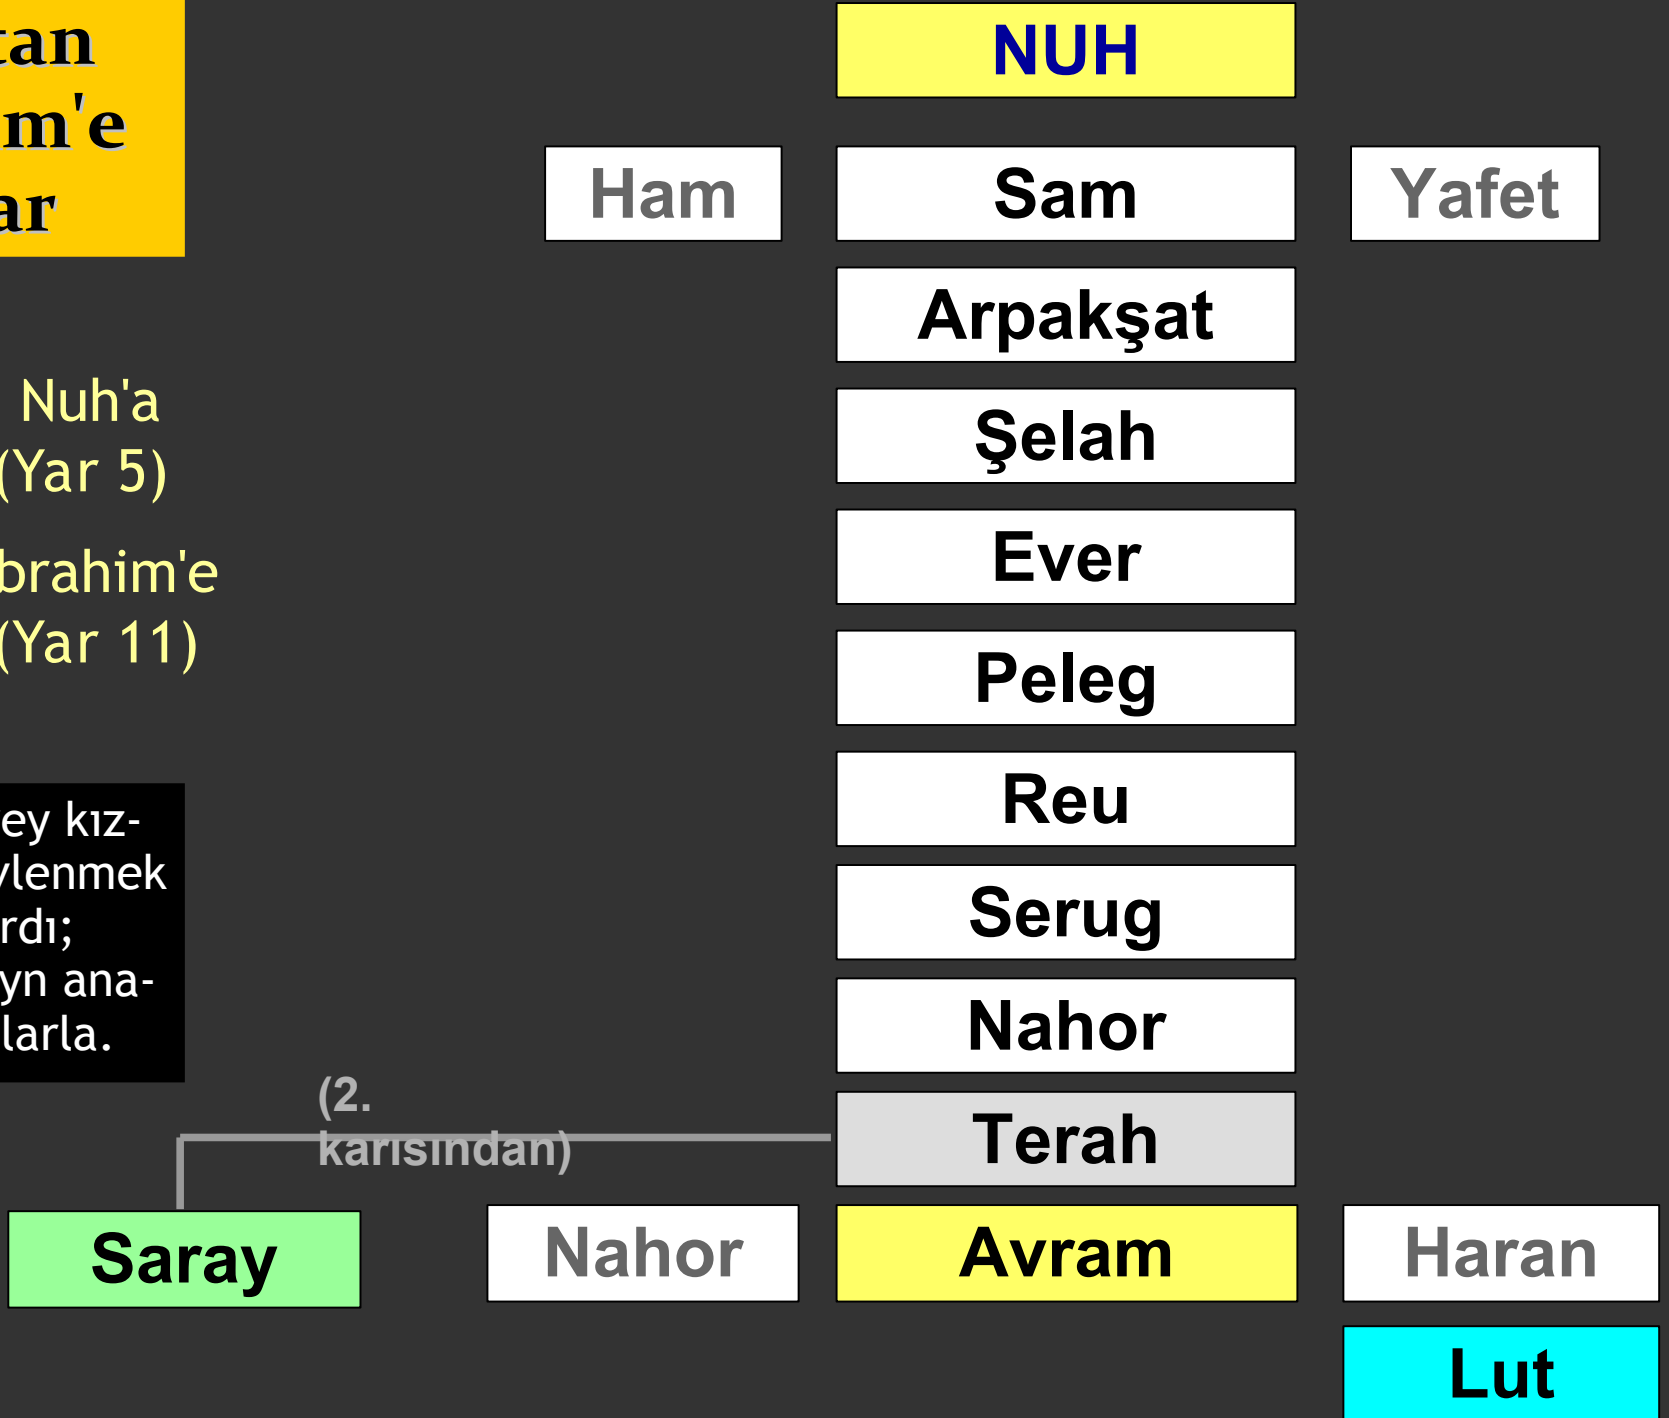 tan
m'e
ar
Nuh'a
(Yar 5)
brahim'e
(Yar 11)
ey kız-
ylenmek
rdı;
yn ana-
larla.
NUH
Ham Sam Yafet
Arpakşat
Şelah
Ever
Peleg
Reu
Serug
Nahor
Terah
(2.
karısından)
Saray Nahor Avram Haran
Lut